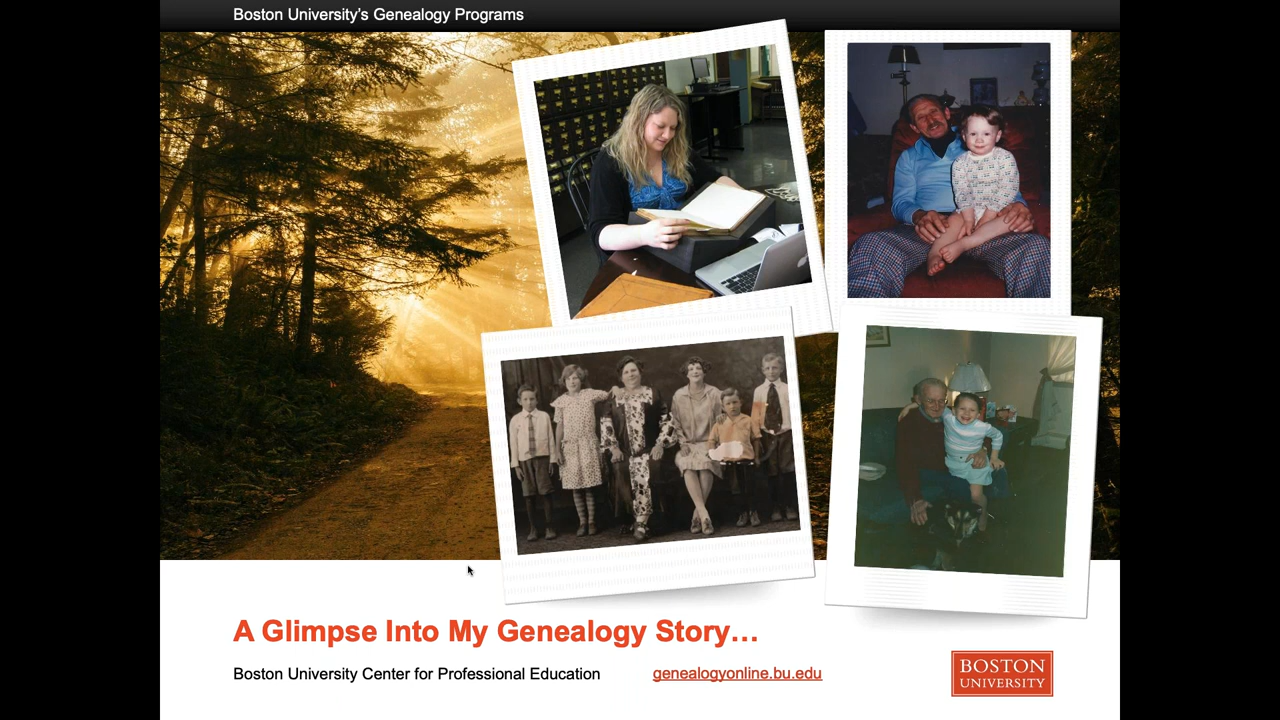 Boston University’s Genealogy Programs
A Glimpse Into My Genealogy Story…
Boston University Center for Professional Education genealogyonline.bu.edu
BOSTON
UNIVERSITY